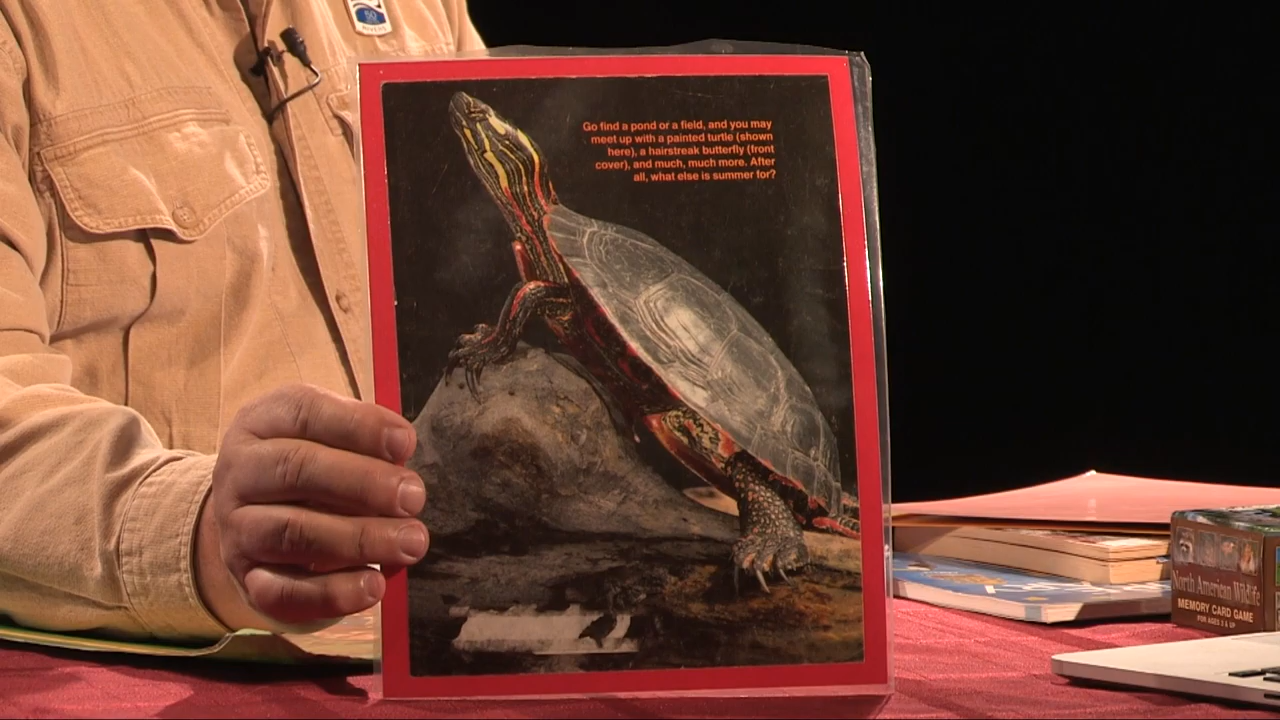 50
RIVERS
Go find a pond or a field, and you may
meet up with a painted turtle (shown
here), a hairstreak butterfly (front
cover), and much, much more. After
all, what else is summer for?
North American Wildlife
MEMORY CARD GAME
FOR AGES 3 & UP